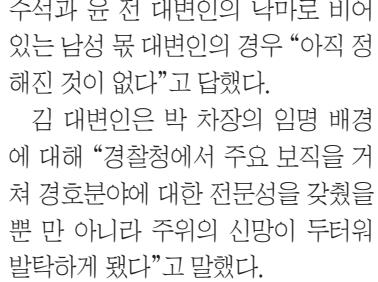 수석과 윤 전 대변인의 낙마로 비어
있는 남성 몫 대변인의 경우 “아직 정
해진 것이 없다”고 답했다.
김 대변인은 박 차장의 임명 배경
에 대해 “경찰청에서 주요 보직을 거
쳐 경호분야에 대한 전문성을 갖췄을
뿐 만 아니라 주위의 신망이 두터워
발탁하게 됐다”고 말했다.